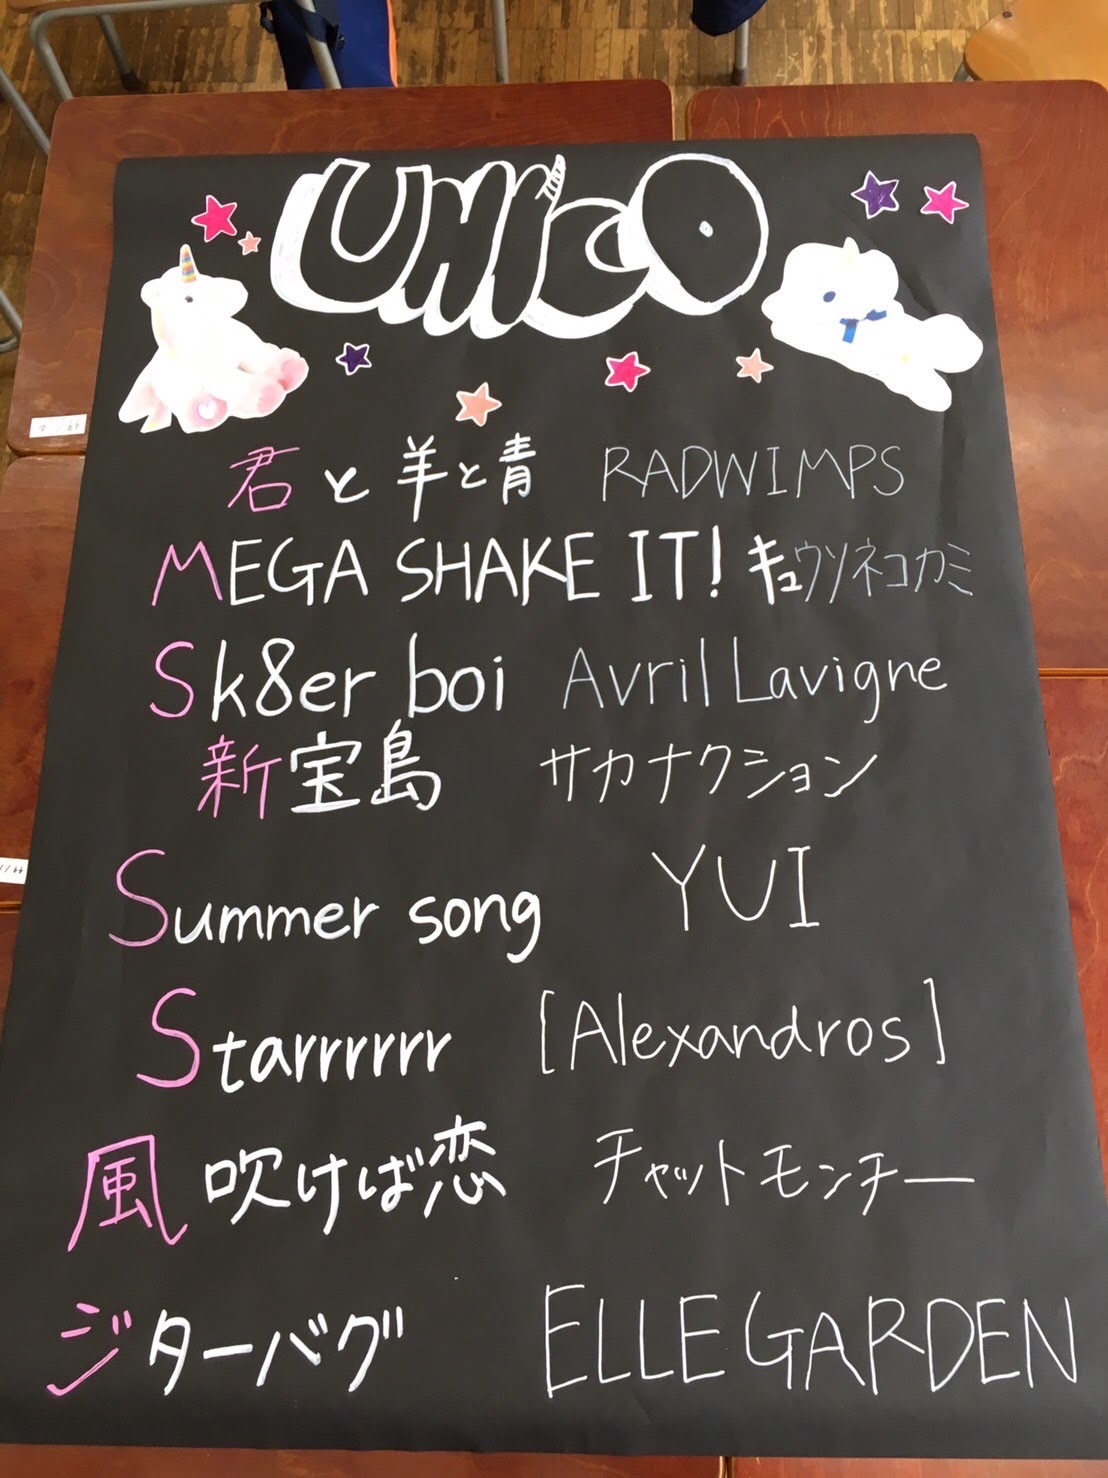 UNiCO
君と羊と青 RADWIMPS
MEGA SHAKE IT! キュウソネコカミ
Sk8er boi Avril Lavigne
新宝島 サカナクション
Summer song YUI
Starrrrrrr [Alexandros]
風吹けば恋 チャットモンチー
ジターバグ ELLEGARDEN